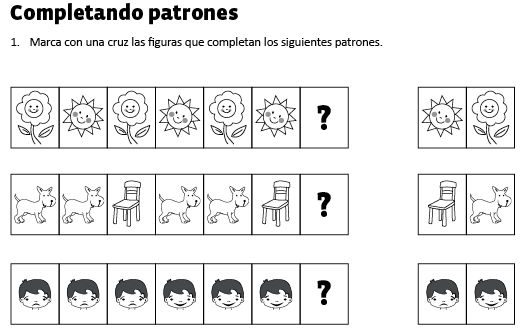 Completando patrones
1. Marca con una cruz las figuras que completan los siguientes patrones.
?
?
?